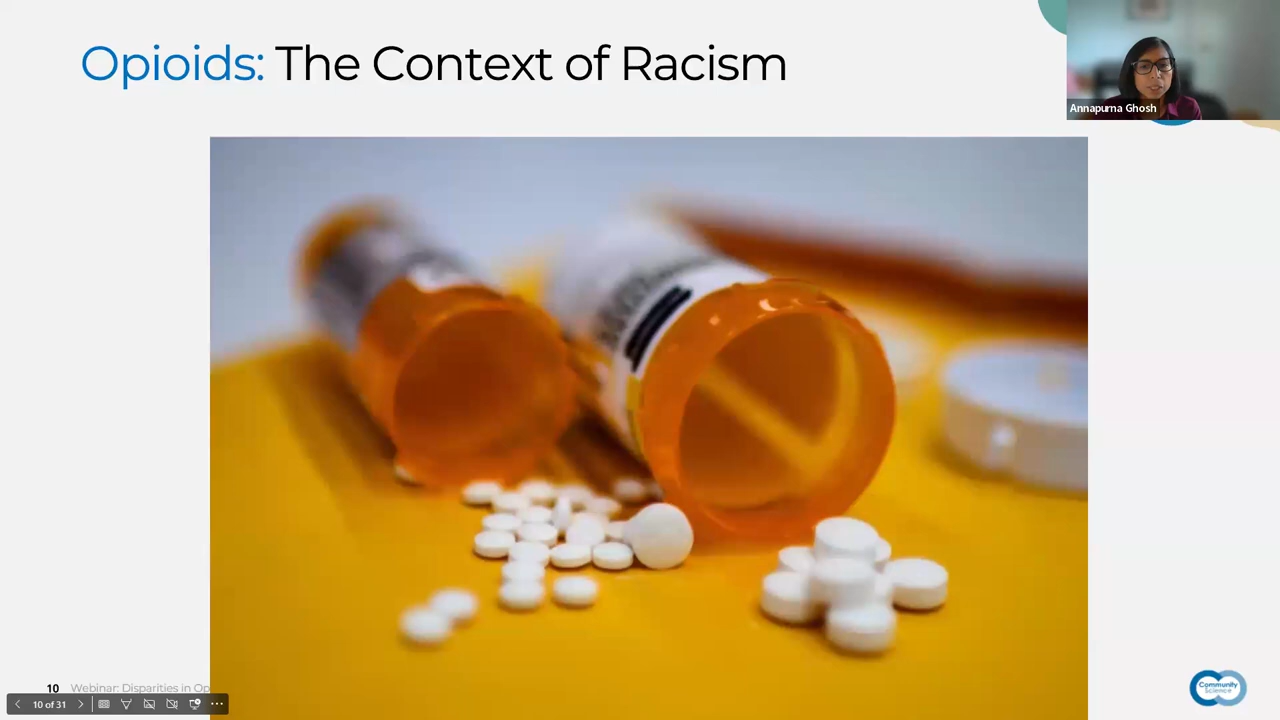 Opioids: The Context of Racism
Annapurna Ghosh
10 Webinar: Disparities in Op
10 of 31
Community
Science